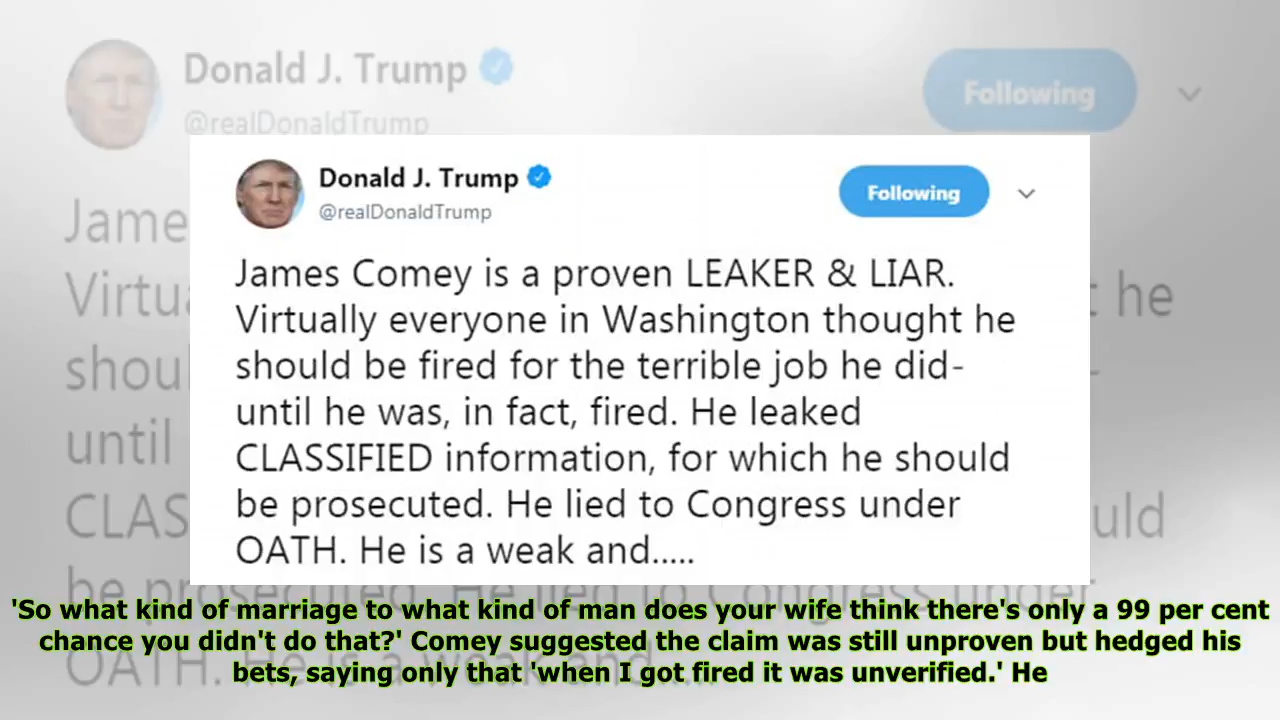 Donald J. Trump
Following
@realDonaldTrump
Donald J. Trump
Following
@realDonaldTrump
James Comey is a proven LEAKER & LIAR.
Virtually everyone in Washington thought he
should be fired for the terrible job he did-
until he was, in fact, fired. He leaked
CLASSIFIED information, for which he should
be prosecuted. He lied to Congress under
OATH. He is a weak and.....
'So what kind of marriage to what kind of man does your wife think there's only a 99 per cent
chance you didn't do that?' Comey suggested the claim was still unproven but hedged his
bets, saying only that 'when I got fired it was unverified.' He